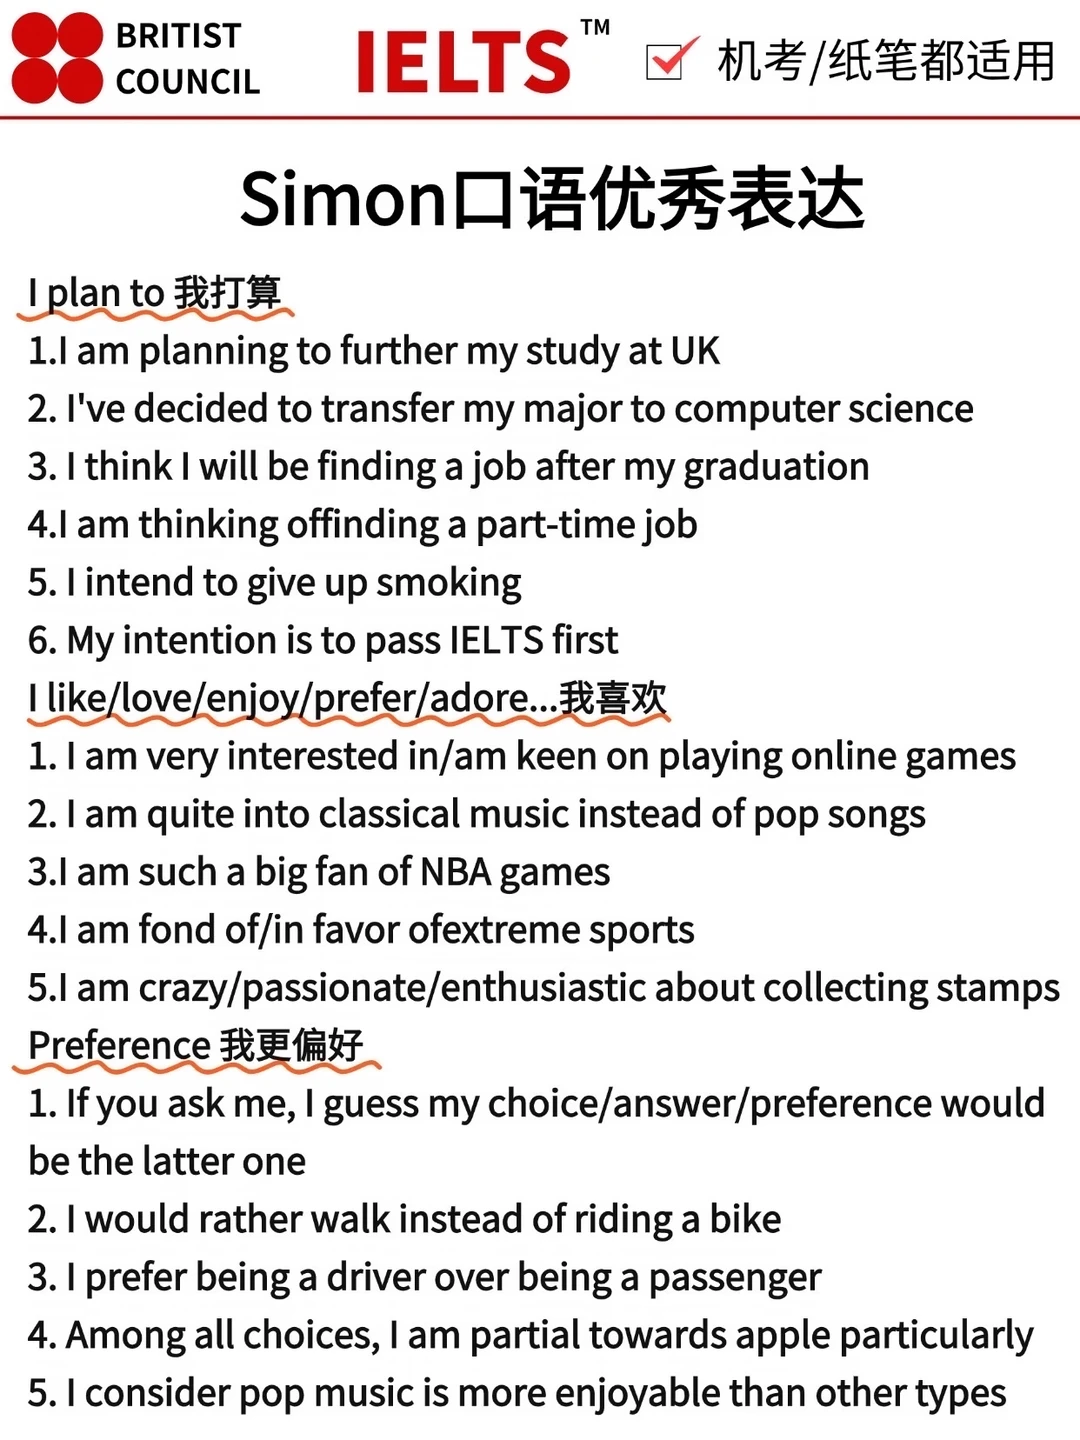 BRITIST
COUNCIL
IELTS™
机考/纸笔都适用
Simon口语优秀表达
I plan to 我打算
1.I am planning to further my study at UK
2. I've decided to transfer my major to computer science
3. I think I will be finding a job after my graduation
4.I am thinking offinding a part-time job
5. I intend to give up smoking
6. My intention is to pass IELTS first
I like/love/enjoy/prefer/adore...我喜欢
1. I am very interested in/am keen on playing online games
2. I am quite into classical music instead of pop songs
3.I am such a big fan of NBA games
4.I am fond of/in favor ofextreme sports
5.I am crazy/passionate/enthusiastic about collecting stamps
Preference 我更偏好
1. If you ask me, I guess my choice/answer/preference would
be the latter one
2. I would rather walk instead of riding a bike
3. I prefer being a driver over being a passenger
4. Among all choices, I am partial towards apple particularly
5. I consider pop music is more enjoyable than other types